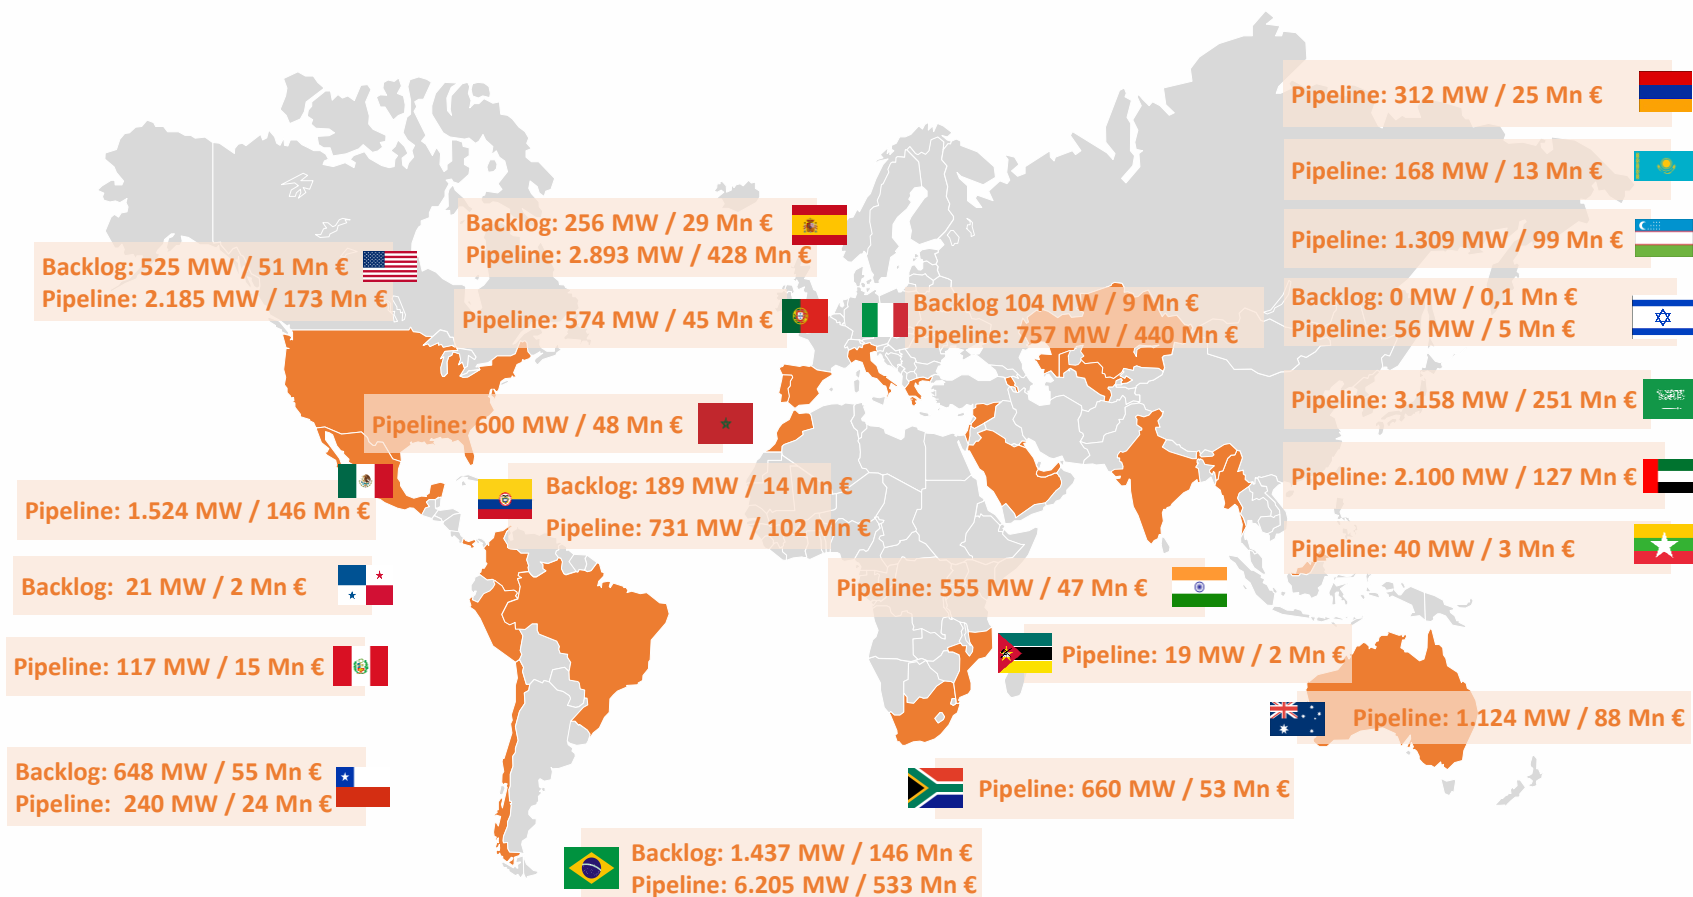 Pipeline: 312 MW / 25 Mn €
Pipeline: 168 MW / 13 Mn €
Backlog: 256 MW / 29 Mn €
Pipeline: 2.893 MW / 428 Mn €
Pipeline: 1.309 MW / 99 Mn €
Backlog: 525 MW / 51 Mn €
Pipeline: 2.185 MW / 173 Mn €
Pipeline: 574 MW / 45 Mn €
Backlog 104 MW / 9 Mn €
Pipeline: 757 MW / 440 Mn €
Backlog: 0 MW / 0,1 Mn €
Pipeline: 56 MW / 5 Mn €
Pipeline: 600 MW / 48 Mn €
Pipeline: 3.158 MW / 251 Mn €
Pipeline: 1.524 MW / 146 Mn €
Backlog: 189 MW / 14 Mn €
Pipeline: 731 MW / 102 Mn €
Pipeline: 2.100 MW / 127 Mn €
Pipeline: 40 MW / 3 Mn €
Backlog: 21 MW / 2 Mn €
Pipeline: 555 MW / 47 Mn €
Pipeline: 117 MW / 15 Mn €
Pipeline: 19 MW / 2 Mn €
Pipeline: 1.124 MW / 88 Mn €
Backlog: 648 MW / 55 Mn €
Pipeline: 240 MW / 24 Mn €
Pipeline: 660 MW / 53 Mn €
Backlog: 1.437 MW / 146 Mn €
Pipeline: 6.205 MW / 533 Mn €